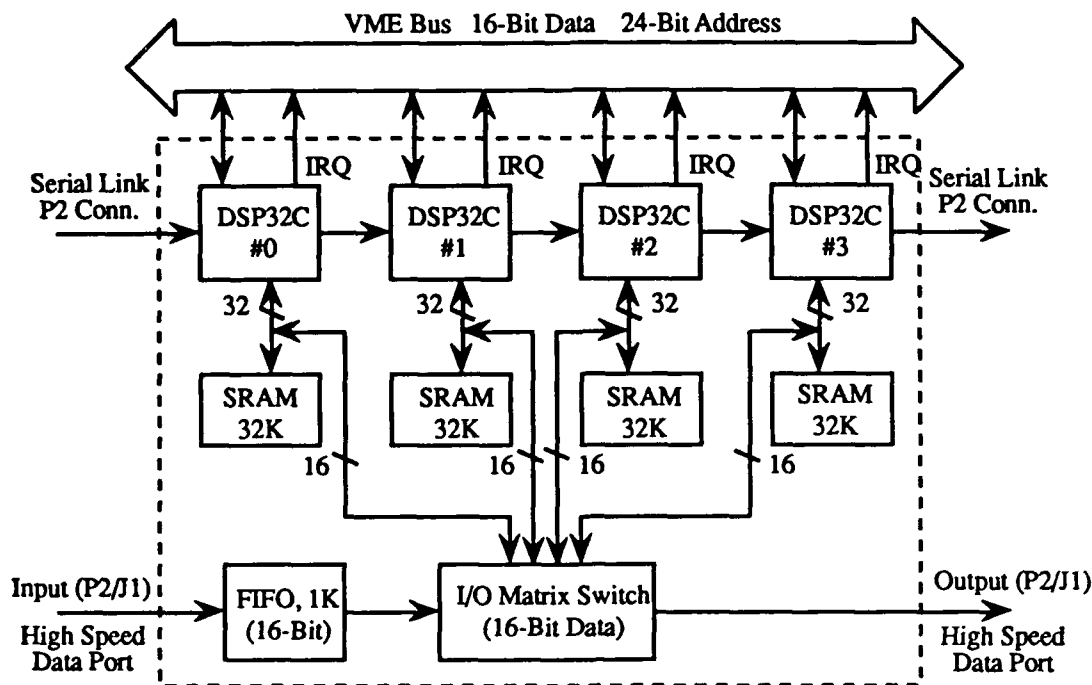 VME Bus 16-Bit Data 24-Bit Address
IRQ
IRQ
IRQ
IRQ
Serial Link
P2 Conn.
DSP32C
#0
DSP32C
#1
DSP32C
#2
DSP32C
#3
Serial Link
P2 Conn.
32
32
32
32
SRAM
32K
SRAM
32K
SRAM
32K
SRAM
32K
16
16
16
16
Input (P2/J1)
High Speed
Data Port
FIFO, 1K
(16-Bit)
I/O Matrix Switch
(16-Bit Data)
Output (P2/J1)
High Speed
Data Port